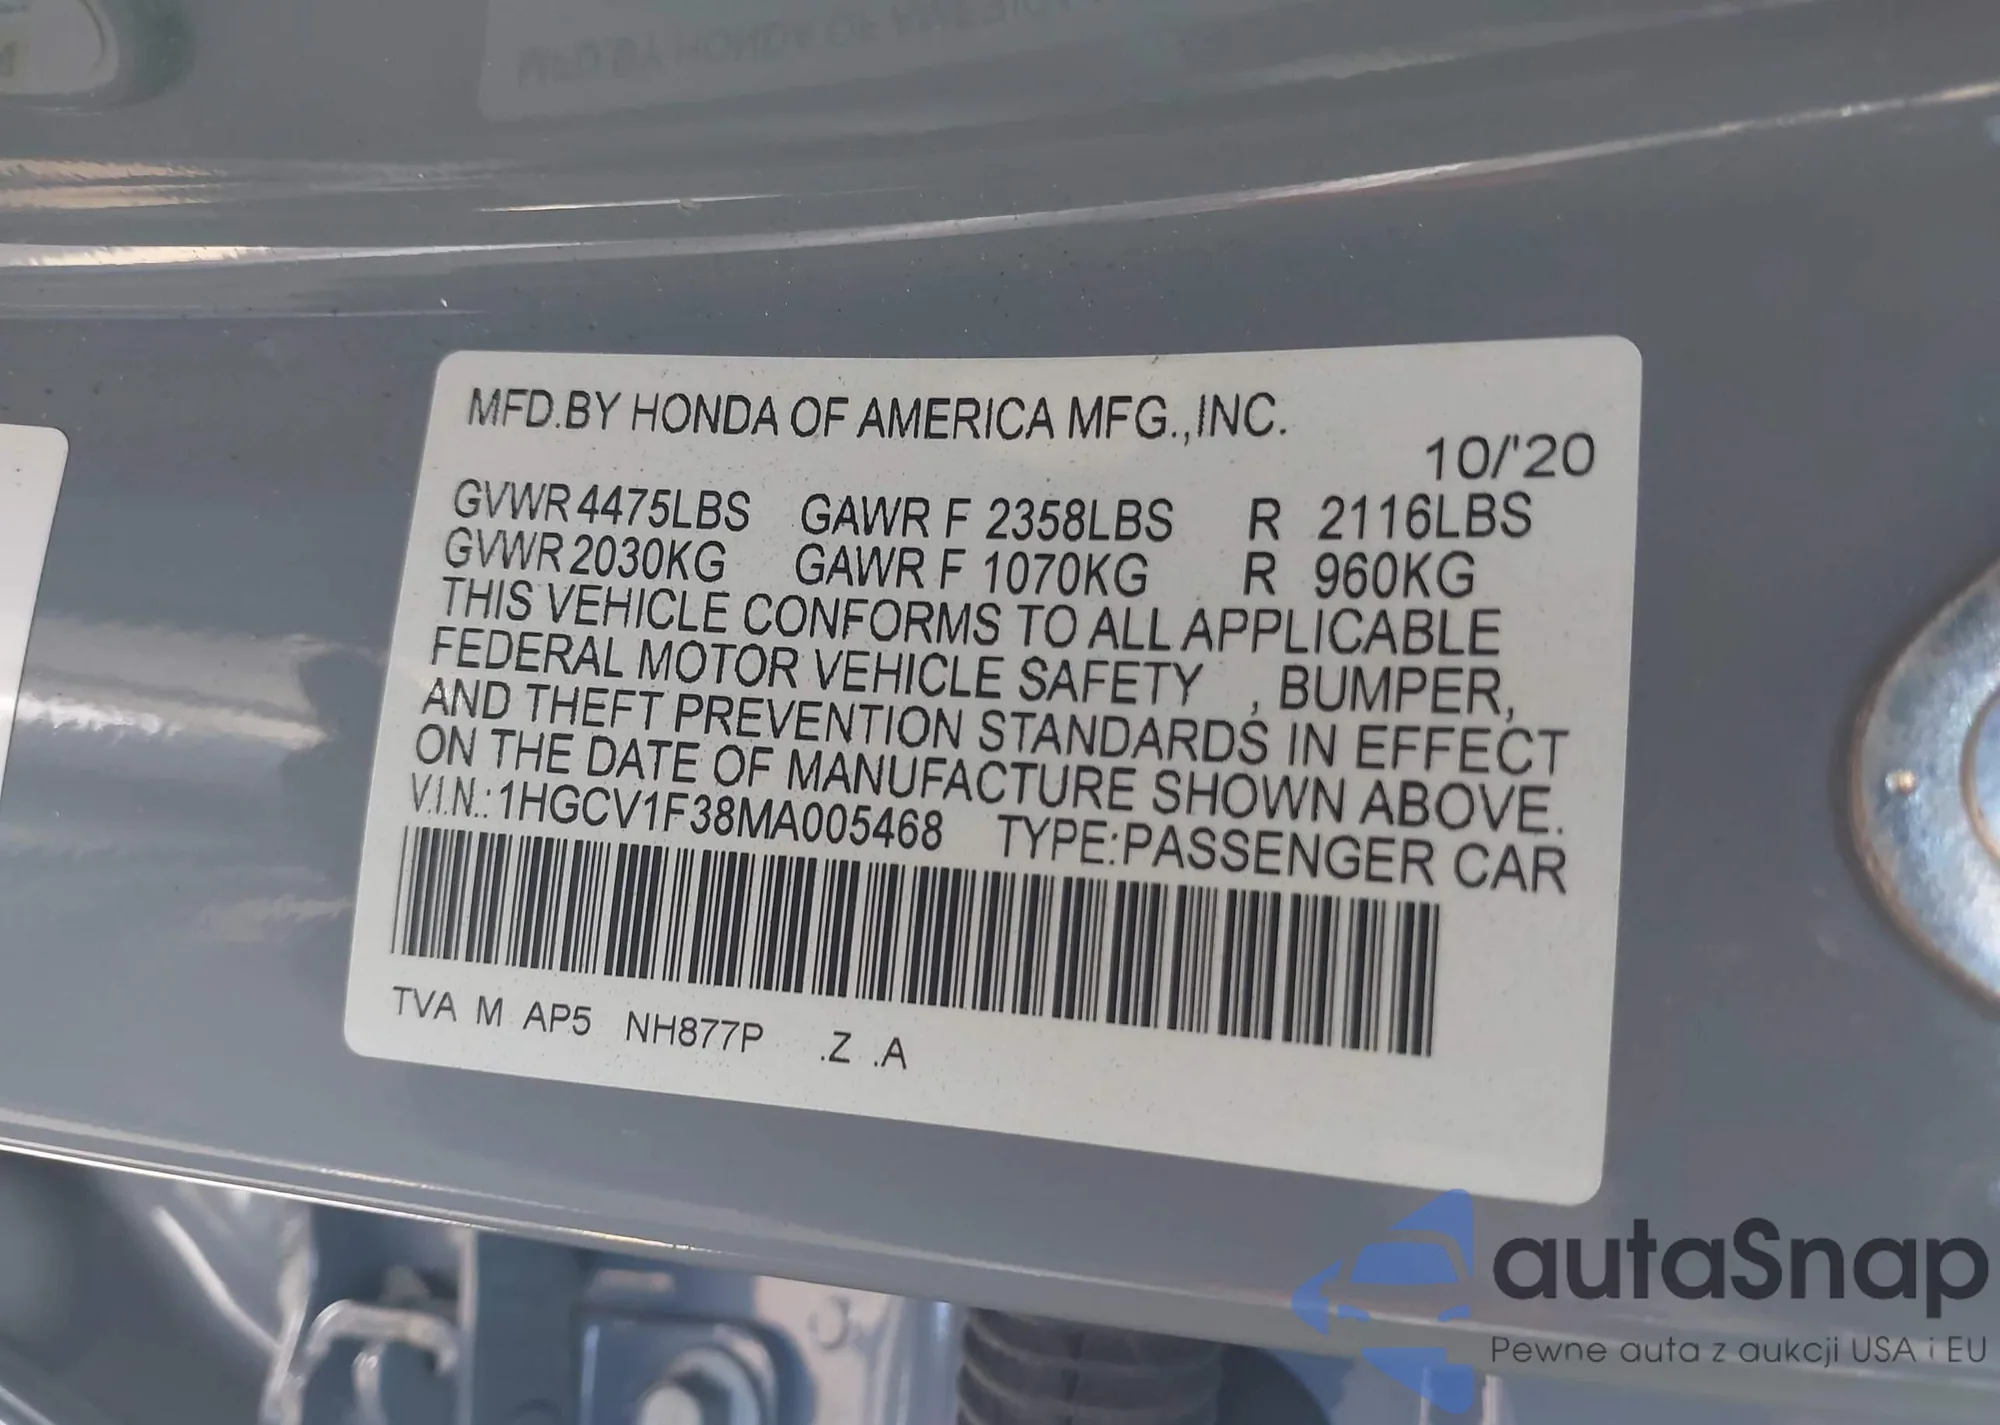 MFD.BY HONDA OF AMERICA MFG.,INC.
10/'20
GVWR 4475LBS GAWR F 2358LBS R 2116LBS
GVWR 2030KG GAWR F 1070KG R 960KG
THIS VEHICLE CONFORMS TO ALL APPLICABLE
FEDERAL MOTOR VEHICLE SAFETY , BUMPER,
AND THEFT PREVENTION STANDARDS IN EFFECT
ON THE DATE OF MANUFACTURE SHOWN ABOVE.
V.I.N.: 1HGCV1F38MA005468 TYPE:PASSENGER CAR
TVA M AP5 NH877P .Z .A
autaSnap
Pewne auta z aukcji USA i EU